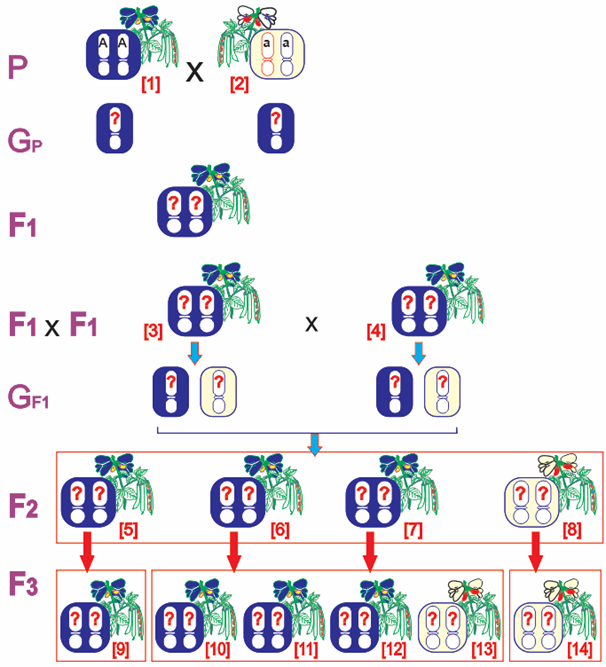 P A A [1] X [2] a a
GP ? ?
F1 ? ?
F1 x F1 [3] ? ? x ? ? [4]
GF1 ? ? ? ?
F2 ? ? [5] ? ? [6] ? ? [7] ? ? [8]
F3 ? ? [9] ? ? [10] ? ? [11] ? ? [12] ? ? [13] ? ? [14]